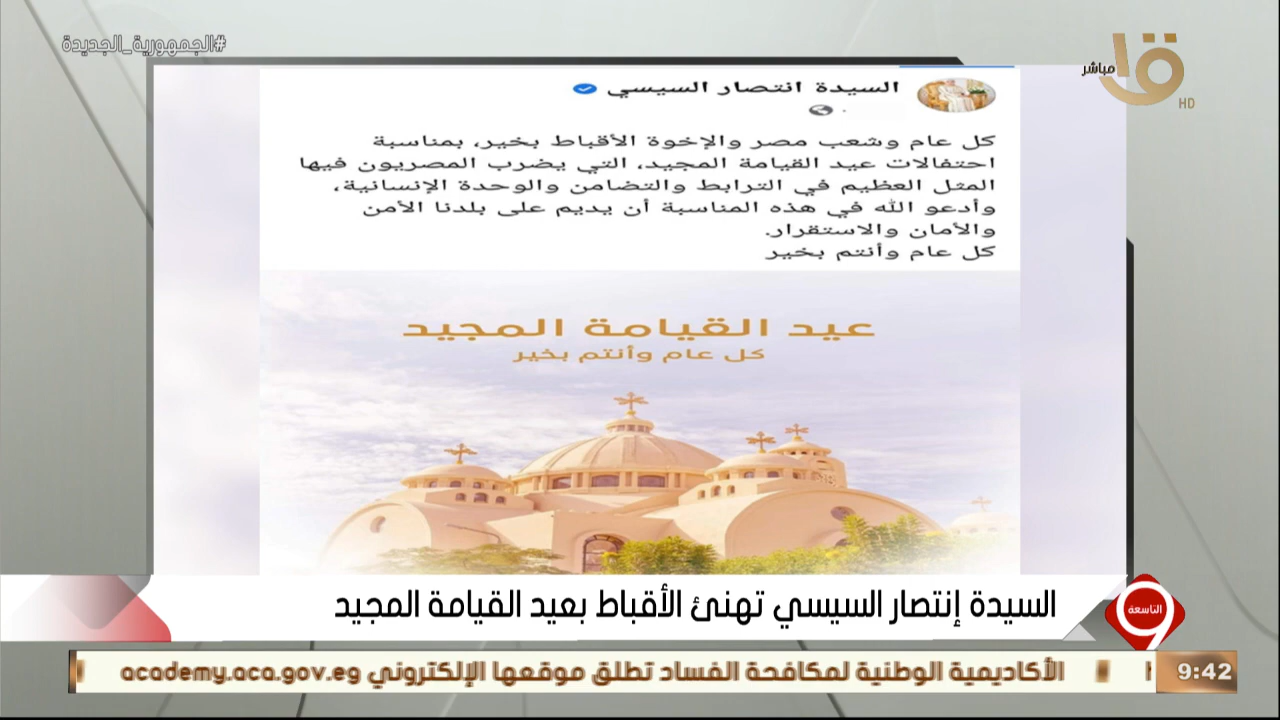 #الجمهورية_الجديدة
مباشر
HD
السيدة انتصار السيسي
كل عام وشعب مصر والإخوة الأقباط بخير، بمناسبة
احتفالات عيد القيامة المجيد، التي يضرب المصريون فيها
المثل العظيم في الترابط والتضامن والوحدة الإنسانية،
وأدعو الله في هذه المناسبة أن يديم على بلدنا الأمن
والأمان والاستقرار.
كل عام وأنتم بخير
عيد القيامة المجيد
كل عام وأنتم بخير
السيدة إنتصار السيسي تهنئ الأقباط بعيد القيامة المجيد
التاسعة
9
الأكاديمية الوطنية لمكافحة الفساد تطلق موقعها الإلكتروني academy.aca.gov.eg
9:42